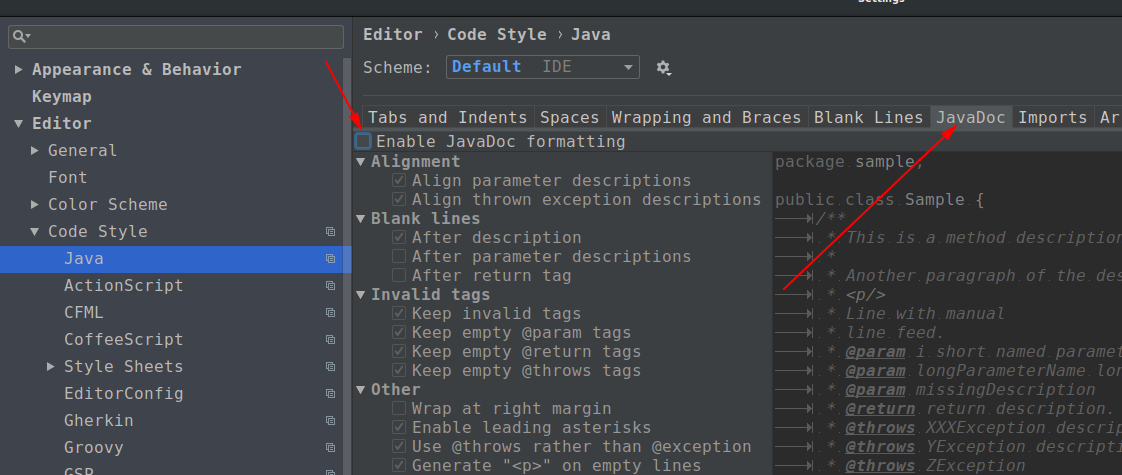 Settings
Appearance & Behavior
Keymap
Editor
General
Font
Color Scheme
Code Style
Java
ActionScript
CFML
CoffeeScript
Style Sheets
EditorConfig
Gherkin
Groovy
GSP
Editor › Code Style › Java
Scheme: Default IDE
Tabs and Indents Spaces Wrapping and Braces Blank Lines JavaDoc Imports Ar
Enable JavaDoc formatting
Alignment
Align parameter descriptions
Align thrown exception descriptions
Blank lines
After description
After parameter descriptions
After return tag
Invalid tags
Keep invalid tags
Keep empty @param tags
Keep empty @return tags
Keep empty @throws tags
Other
Wrap at right margin
Enable leading asterisks
Use @throws rather than @exception
Generate "<p>" on empty lines
package sample;
public class Sample {
/**
* This is a method description
*
* Another paragraph of the des
* <p/>
* Line with manual
* line feed.
* @param i short named paramet
* @param longParameterName lon
* @param missingDescription
* @return return description.
* @throws XXXException descrip
* @throws YException descripti
* @throws ZException